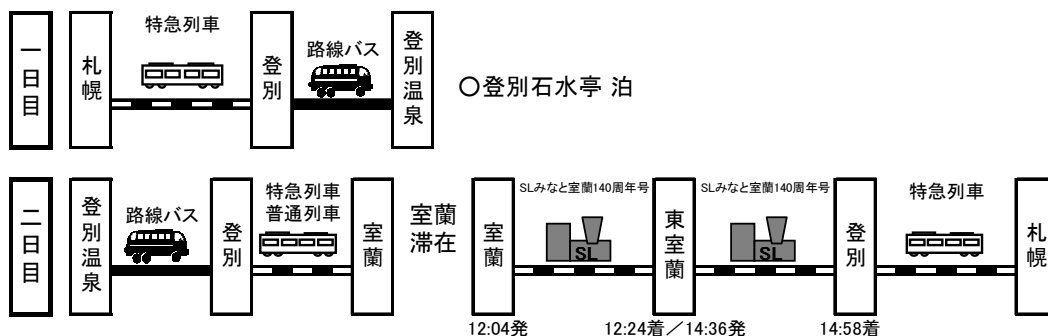 一日目
札幌
特急列車
登別
路線バス
登別温泉
〇登別石水亭 泊
二日目
登別温泉
路線バス
登別
特急列車
普通列車
室蘭
室蘭
滞在
室蘭
SLみなと室蘭140周年号
SL
東室蘭
SLみなと室蘭140周年号
SL
登別
特急列車
札幌
12:04発
12:24着／14:36発
14:58着